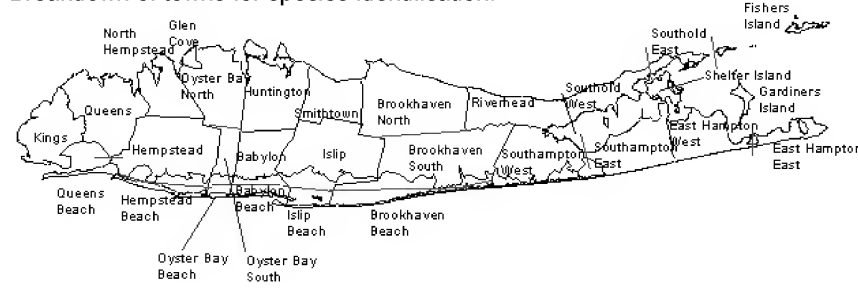 Breakdown of towns for species identification.
Fishers
Island
Glen
Cove
North
Hempstead
Southold
East
Oyster Bay
North
Shelter Island
Huntington
Gardiners
Island
Queens
Smithtown
Brookhaven
North
Riverhead
Southold
West
Kings
Hempstead
Babylon
Islip
Brookhaven
South
Southampton
West
Southampton
East
East Hampton
West
East Hampton
East
Queens
Beach
Hempstead
Beach
Babylon
Beach
Islip
Beach
Brookhaven
Beach
Oyster Bay
Beach
Oyster Bay
South